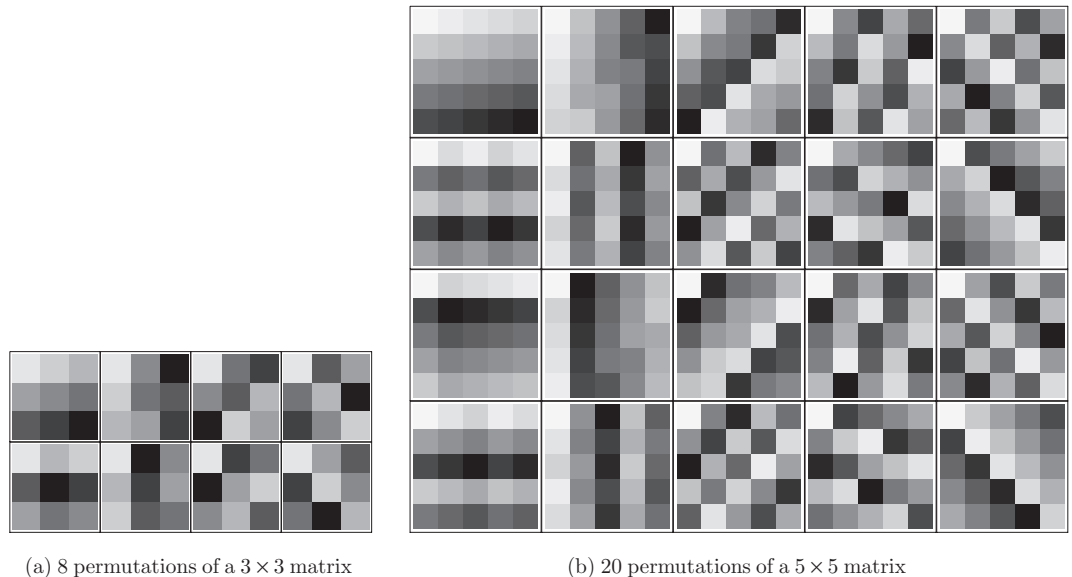 (a) 8 permutations of a 3 × 3 matrix
(b) 20 permutations of a 5 × 5 matrix